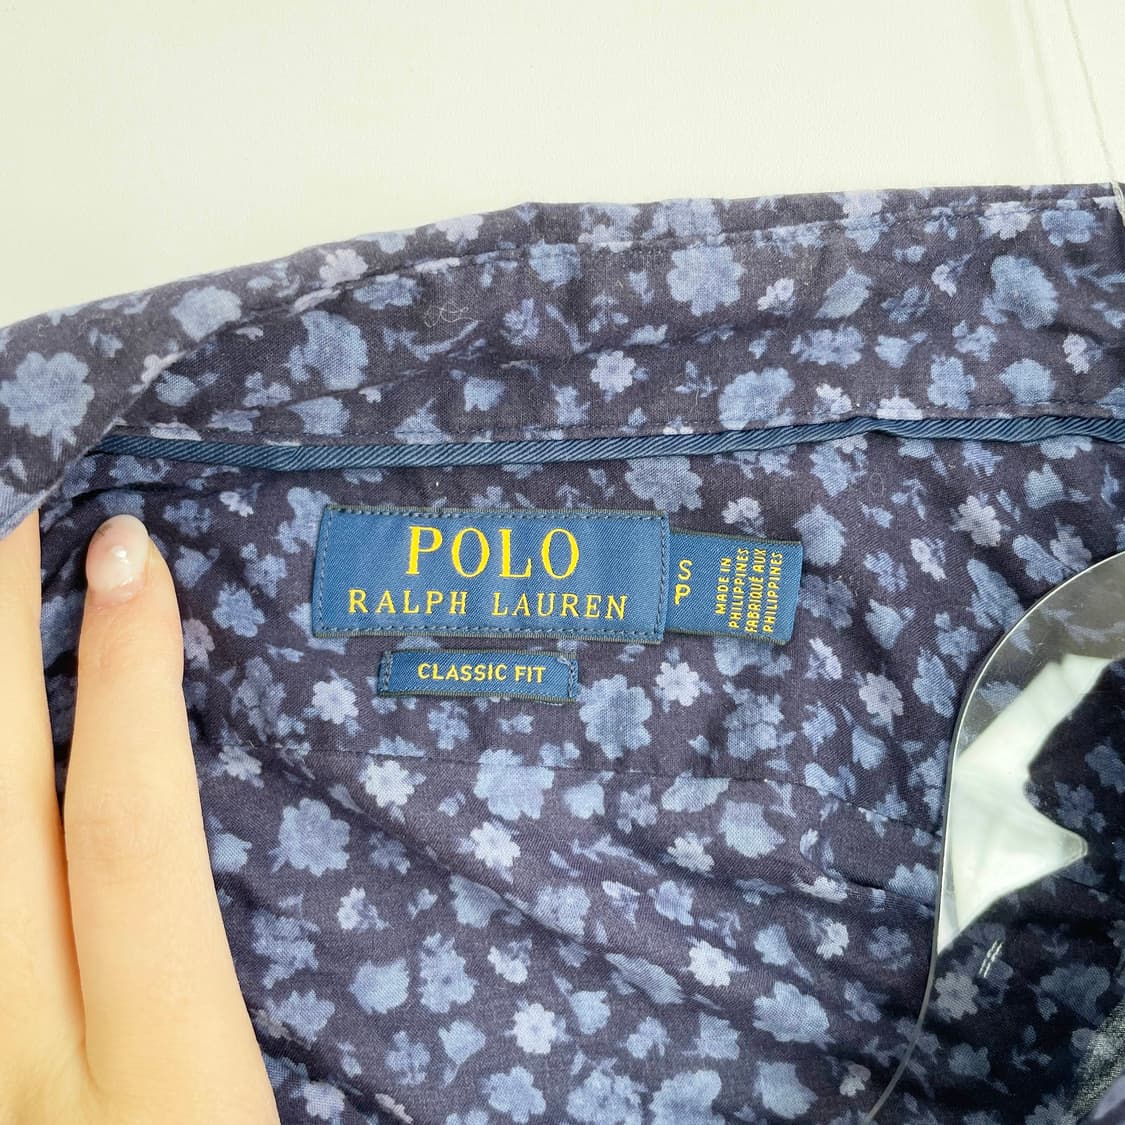 POLO
RALPH LAUREN
S
P
MADE IN
PHILIPPINES
FABRIQUÉ AUX
PHILIPPINES
CLASSIC FIT